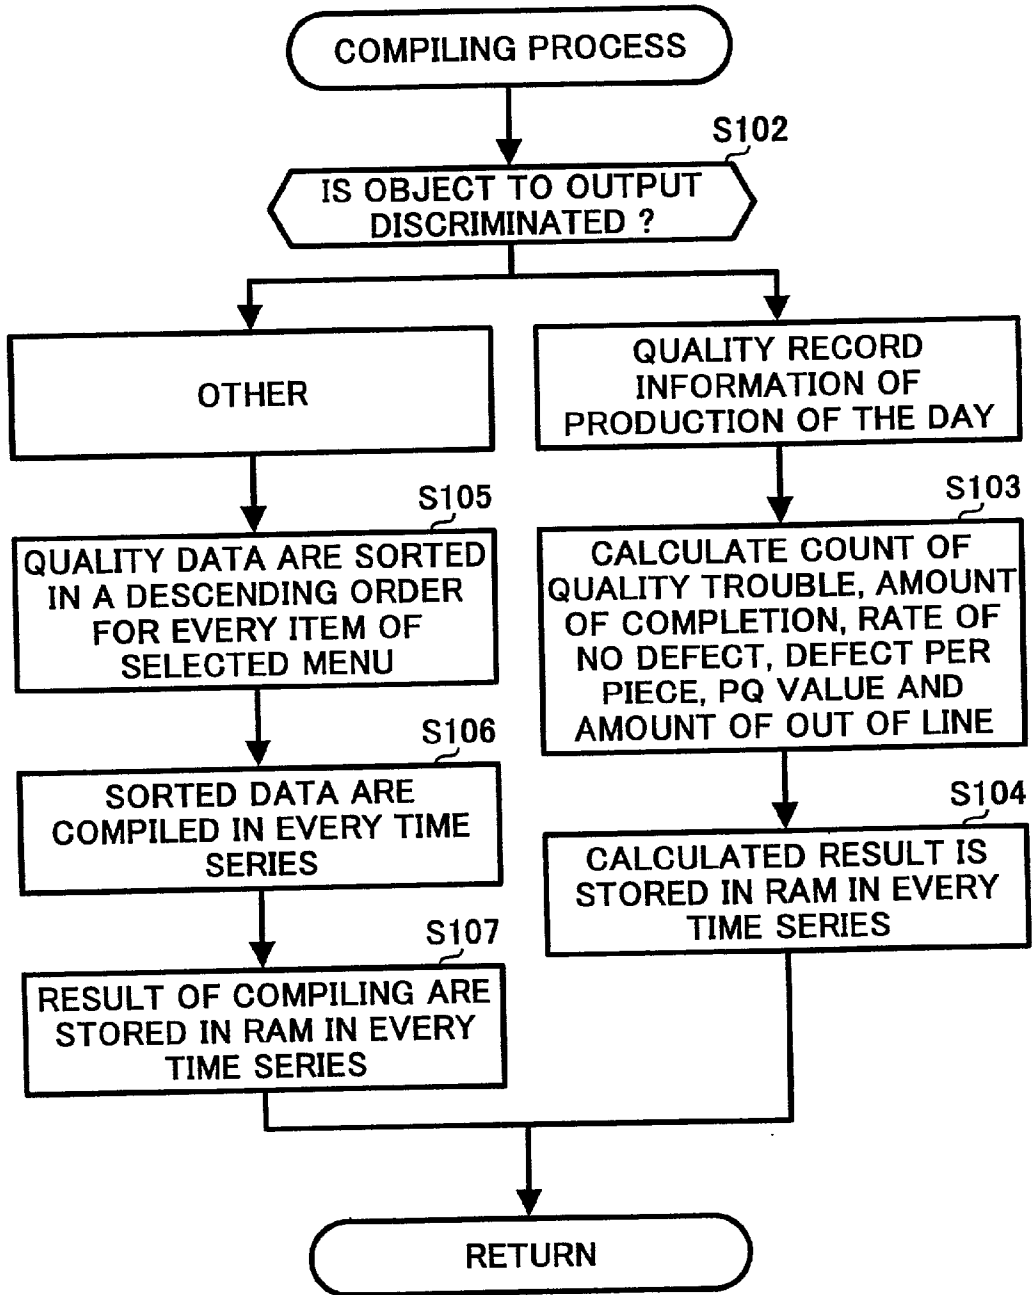 COMPILING PROCESS
S102
IS OBJECT TO OUTPUT
DISCRIMINATED ?
OTHER
QUALITY RECORD
INFORMATION OF
PRODUCTION OF THE DAY
S105
QUALITY DATA ARE SORTED
IN A DESCENDING ORDER
FOR EVERY ITEM OF
SELECTED MENU
S106
SORTED DATA ARE
COMPILED IN EVERY TIME
SERIES
S107
RESULT OF COMPILING ARE
STORED IN RAM IN EVERY
TIME SERIES
S103
CALCULATE COUNT OF
QUALITY TROUBLE, AMOUNT
OF COMPLETION, RATE OF
NO DEFECT, DEFECT PER
PIECE, PQ VALUE AND
AMOUNT OF OUT OF LINE
S104
CALCULATED RESULT IS
STORED IN RAM IN EVERY
TIME SERIES
RETURN